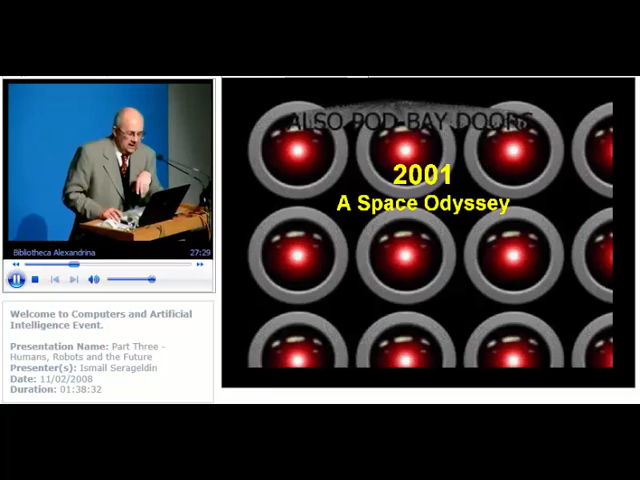 Bibliotheca Alexandrina
27:29
Welcome to Computers and Artificial
Intelligence Event.
Presentation Name: Part Three -
Humans, Robots and the Future
Presenter(s): Ismail Serageldin
Date: 11/02/2008
Duration: 01:38:32
ALSO POD-BAY DOORS
2001
A Space Odyssey